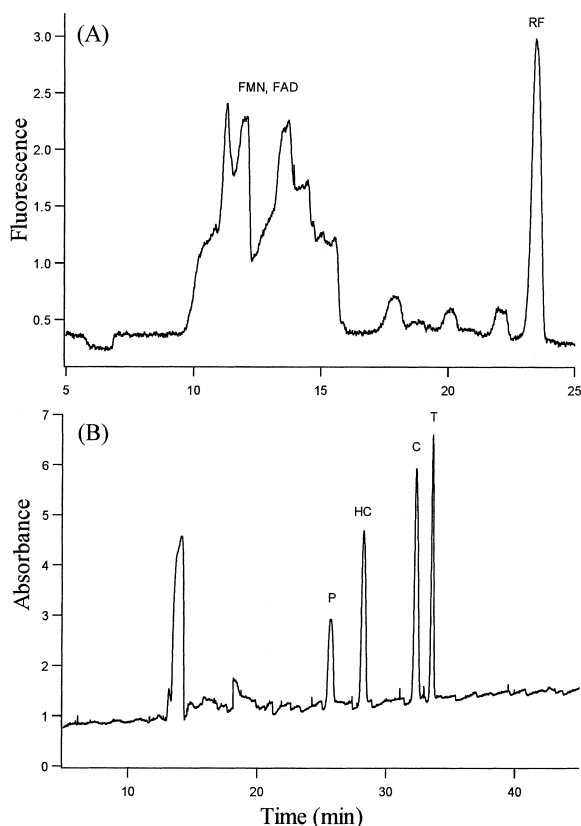 (A)
RF
FMN, FAD
3.0
2.5
2.0
1.5
1.0
0.5
Fluorescence
5 10 15 20 25
(B)
T
C
HC
P
7
6
5
4
3
2
1
0
Absorbance
10 20 30 40
Time (min)